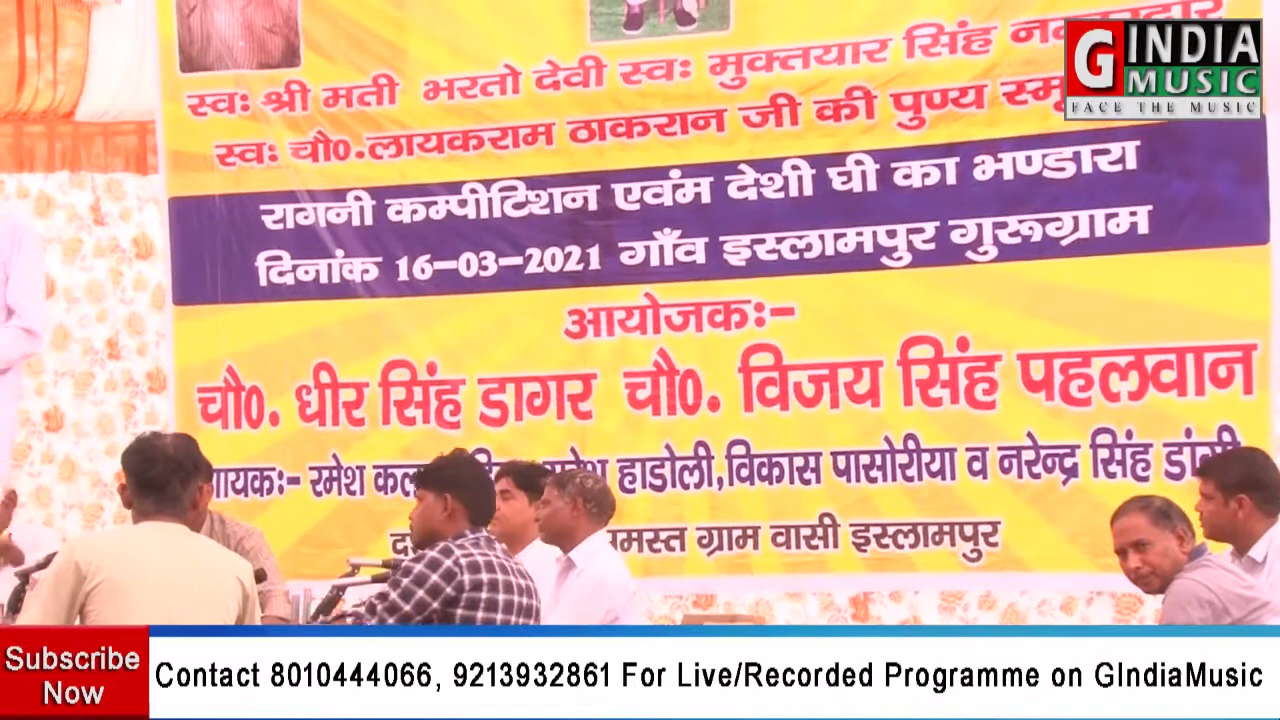 स्वः श्री मती भरतो देवी स्वः मुक्तयार सिंह
स्वः चौ०.लायकराम ठाकरान जी की पुण्य
रागनी कम्पीटिशन एवंम देशी घी का भण्डारा
दिनांक 16-03-2021 गाँव इस्लामपुर गुरुग्राम
आयोजकः-
चौ०. धीर सिंह डागर चौ०. विजय सिंह पहलवान
गायकः- रमेश हाडोली,विकास पासोरीया व नरेन्द्र सिंह
समस्त ग्राम वासी इस्लामपुर
G INDIA
MUSIC
FACE THE MUSIC
Subscribe
Now
Contact 8010444066, 9213932861 For Live/Recorded Programme on GIndiaMusic